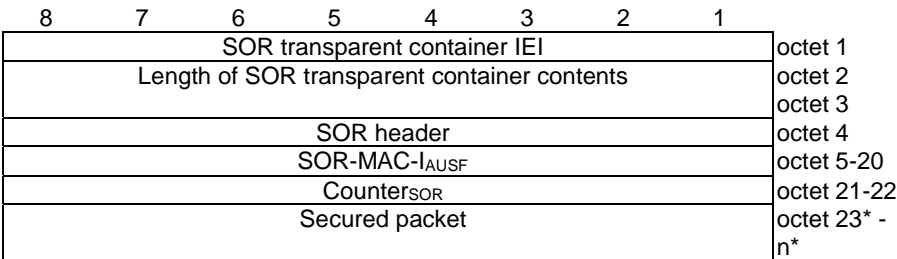 8 7 6 5 4 3 2 1
SOR transparent container IEI octet 1
Length of SOR transparent container contents octet 2
octet 3
SOR header octet 4
SOR-MAC-IAUSF octet 5-20
CounterSOR octet 21-22
Secured packet octet 23* -
n*